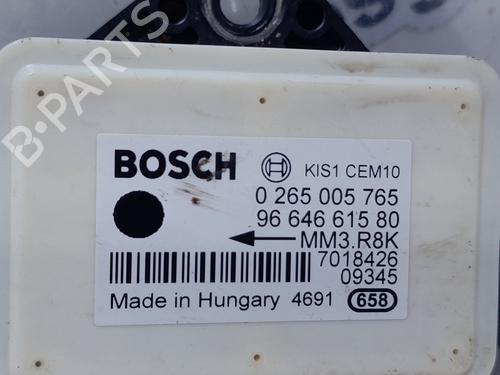 B-PARTS
BOSCH KIS1 CEM10
0 265 005 765
96 646 615 80
MM3.R8K
7018426
09345
Made in Hungary 4691 658